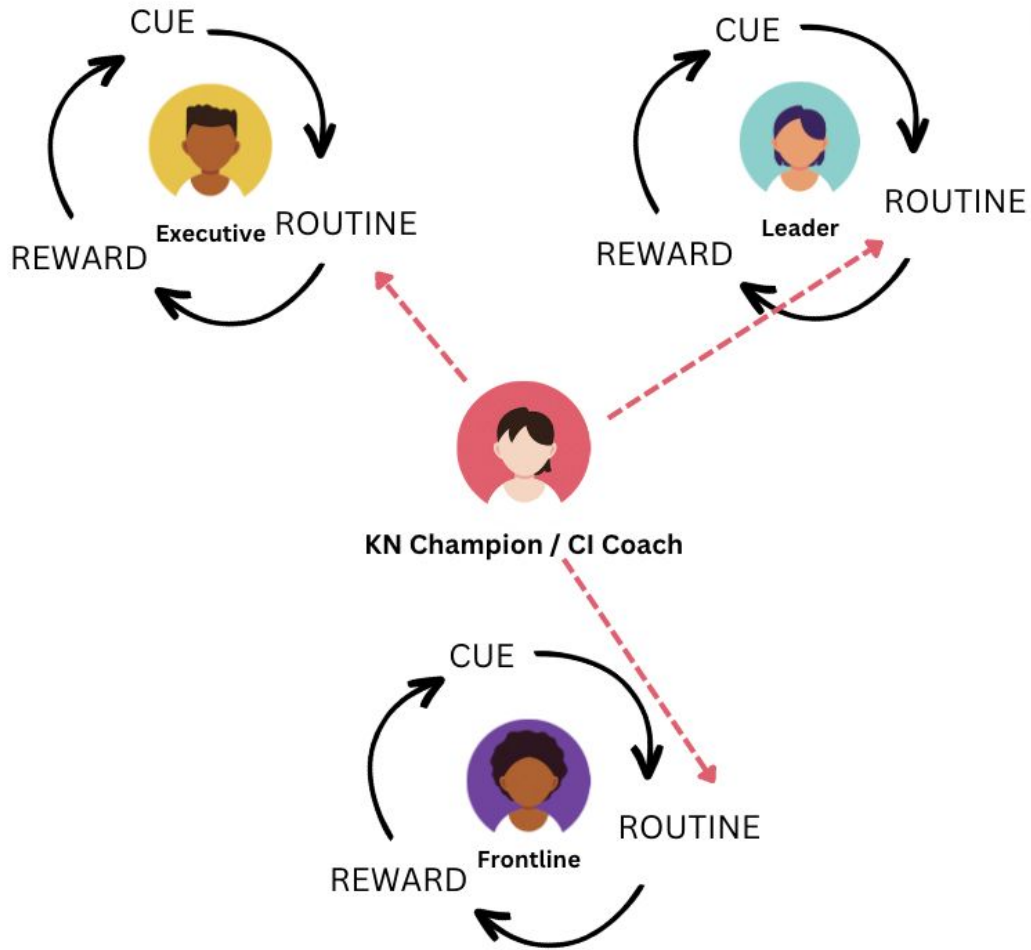 CUE
Executive
ROUTINE
REWARD
CUE
Leader
ROUTINE
REWARD
KN Champion / CI Coach
CUE
ROUTINE
Frontline
REWARD